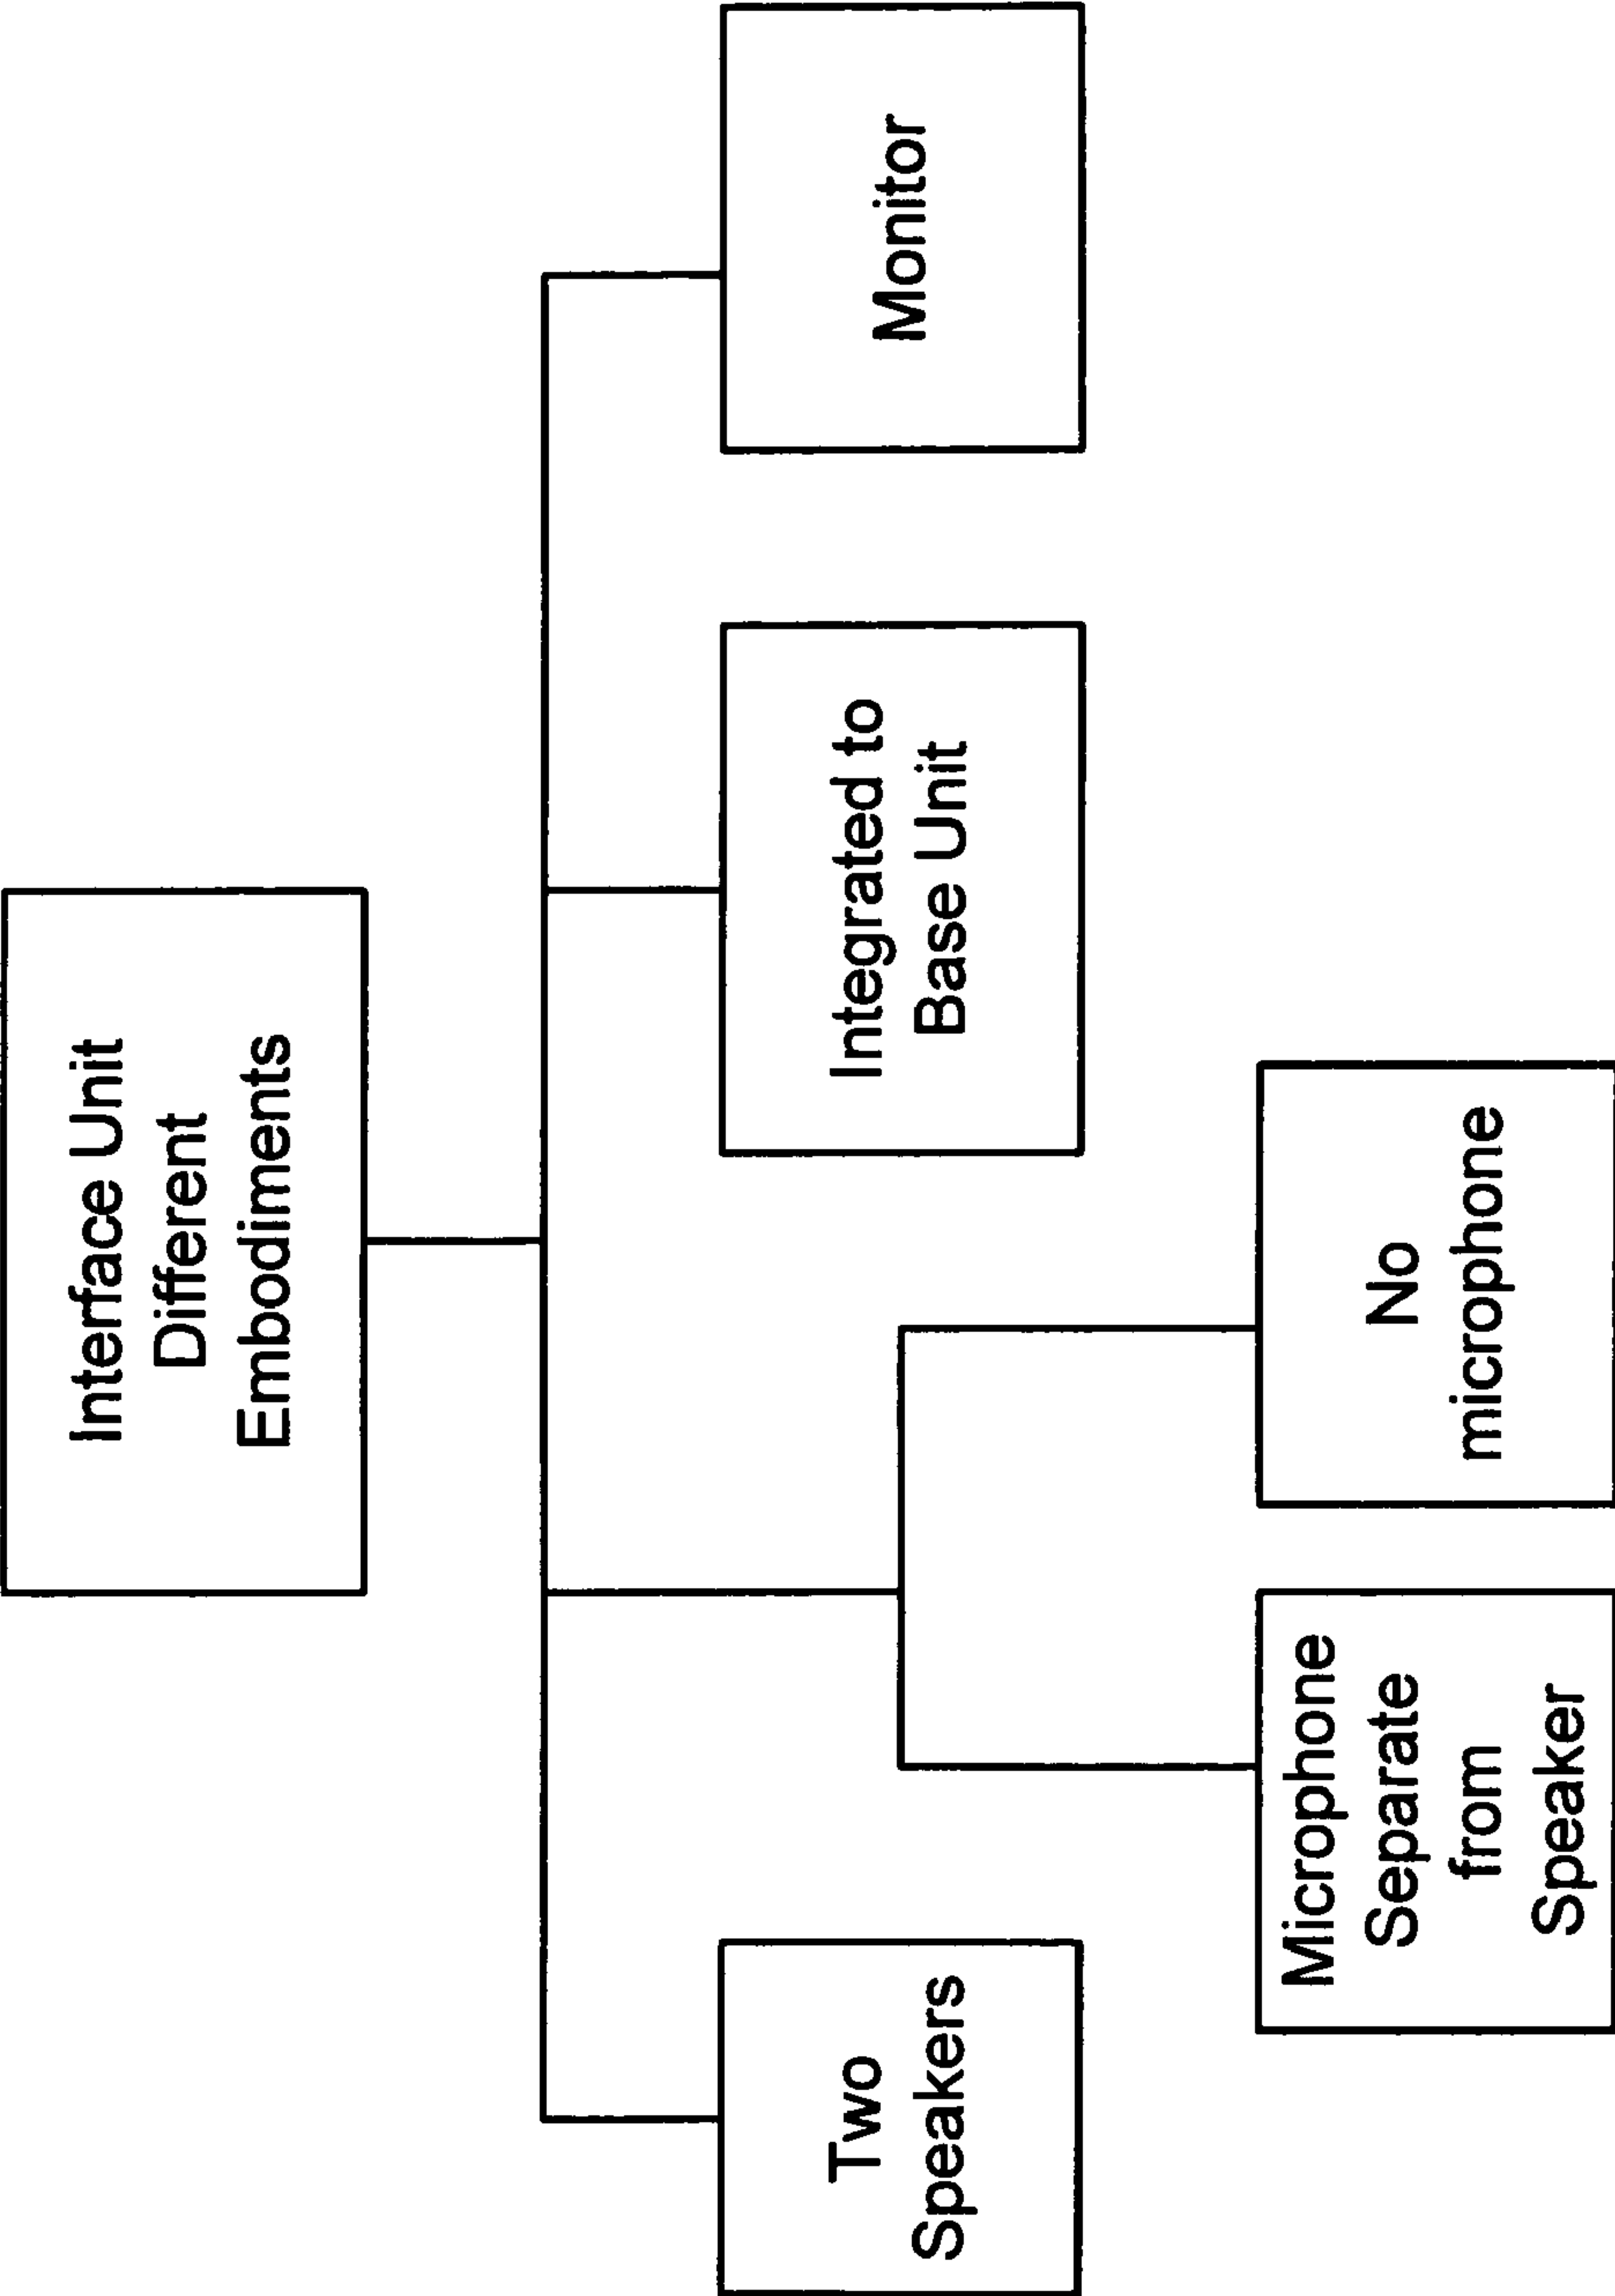 Interface Unit
Different
Embodiments
Two
Speakers
Integrated to
Base Unit
Monitor
Microphone
Separate
from
Speaker
No
microphone